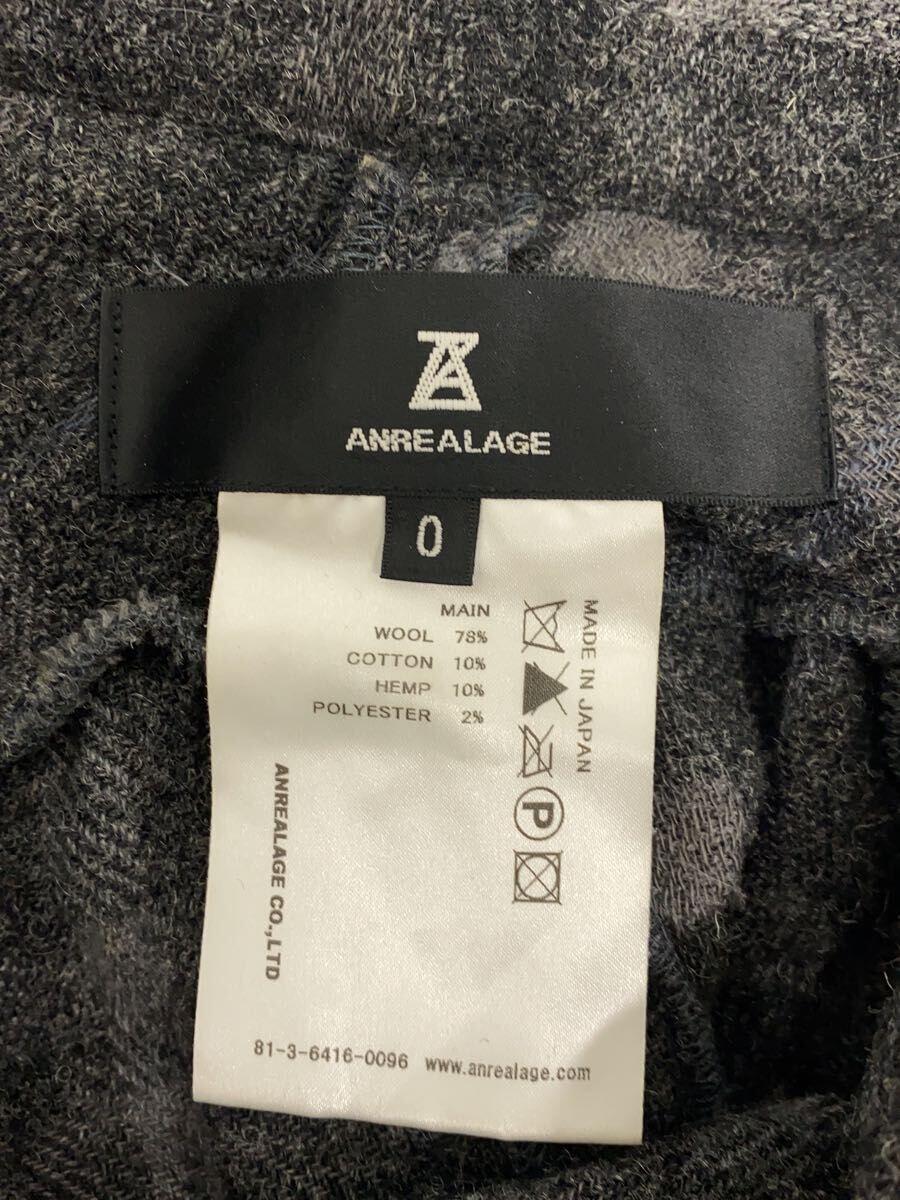 ANREALAGE
0
MAIN
WOOL 78%
COTTON 10%
HEMP 10%
POLYESTER 2%
MADE IN JAPAN
P
ANREALAGE CO.,LTD
81-3-6416-0096 www.anrealage.com